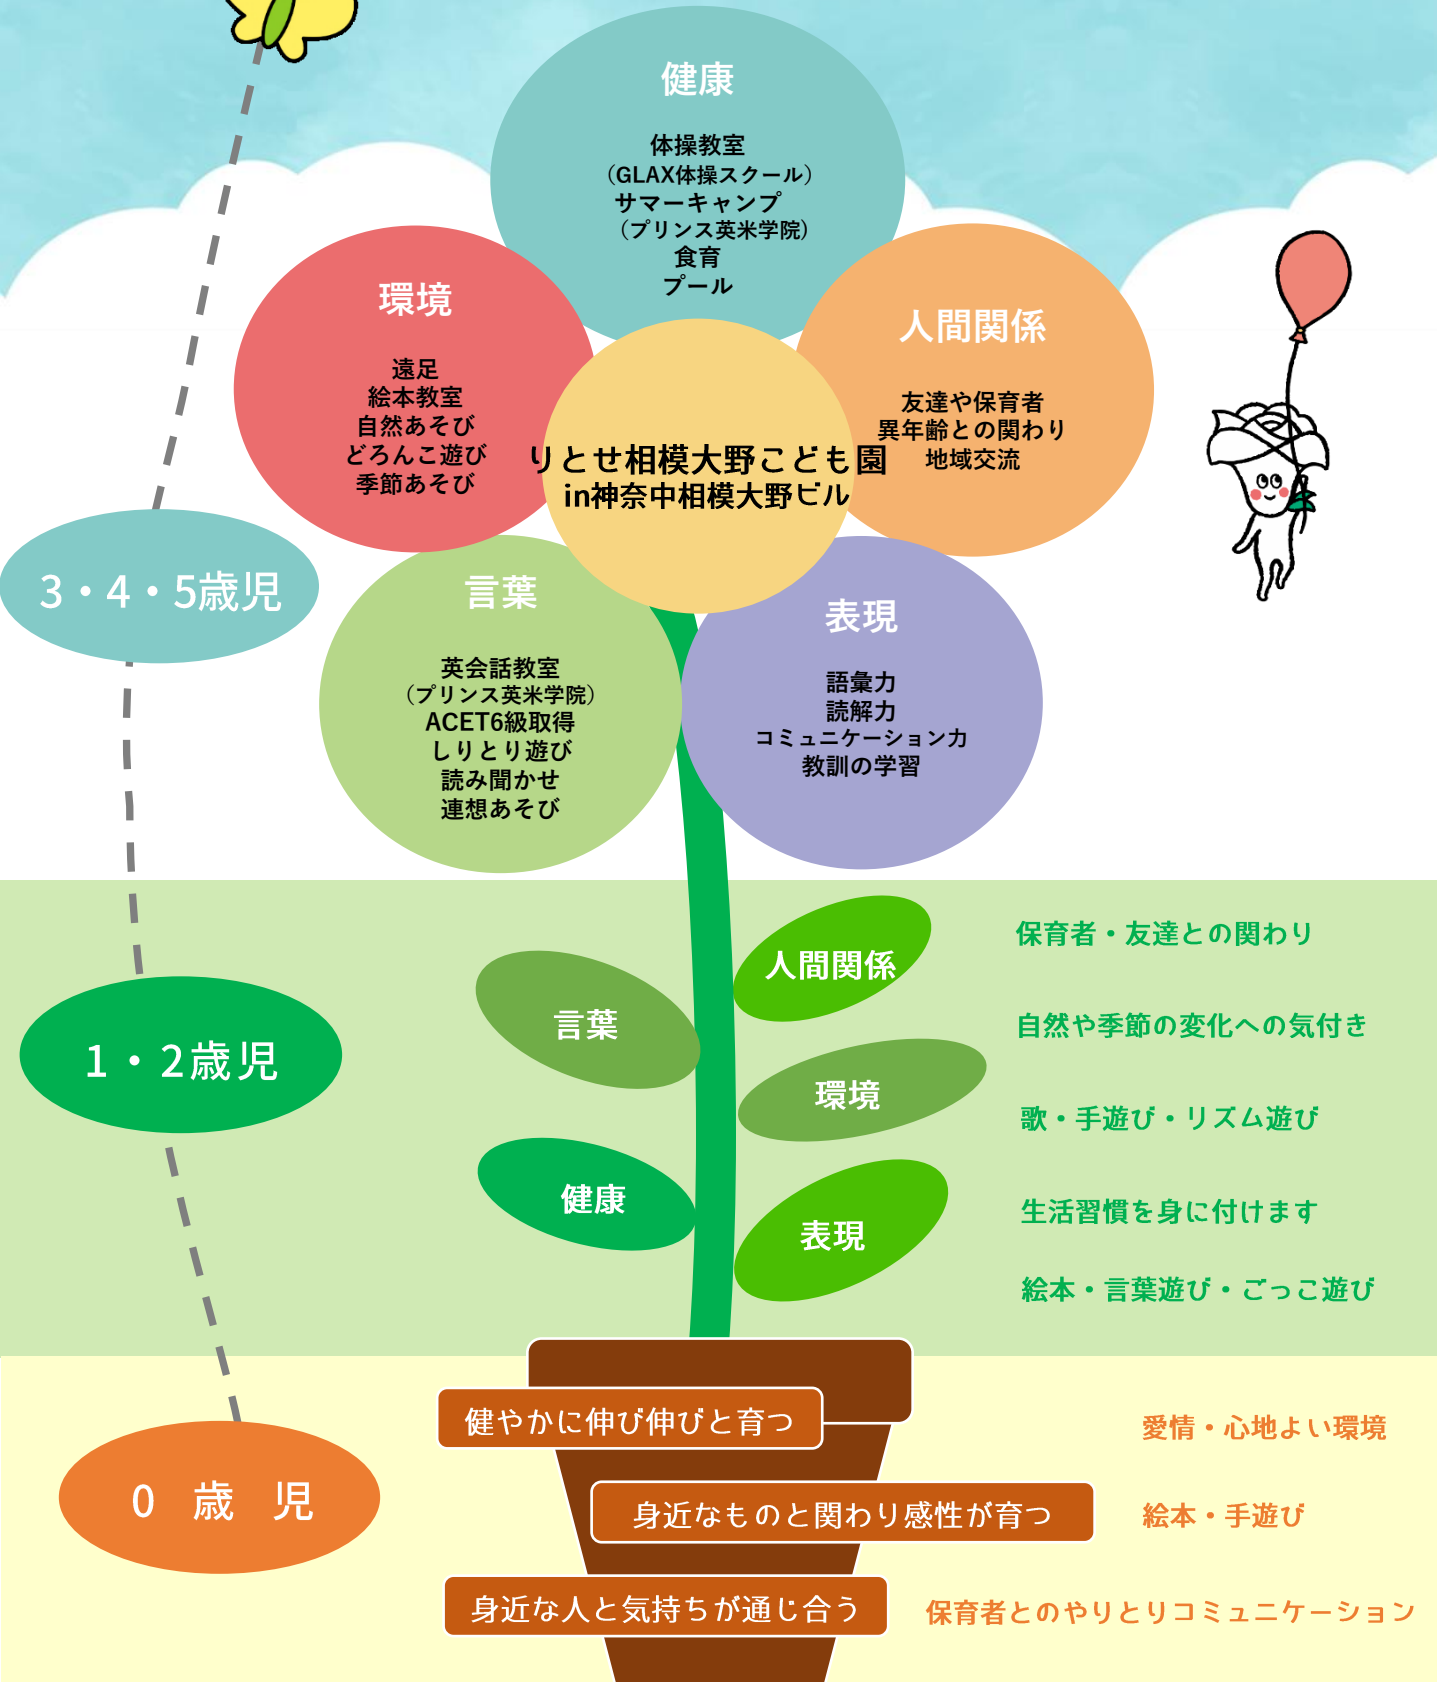 健康
体操教室
（GLAX体操スクール）
サマーキャンプ
（プリンス英米学院）
食育
プール
環境
遠足
絵本教室
自然あそび
どろんこ遊び
季節あそび
人間関係
友達や保育者
異年齢との関わり
地域交流
りとせ相模大野こども園
in神奈中相模大野ビル
3・4・5歳児
言葉
英会話教室
（プリンス英米学院）
ACET6級取得
しりとり遊び
読み聞かせ
連想あそび
表現
語彙力
読解力
コミュニケーション力
教訓の学習
1・2歳児
人間関係
言葉
環境
健康
表現
保育者・友達との関わり
自然や季節の変化への気付き
歌・手遊び・リズム遊び
生活習慣を身に付けます
絵本・言葉遊び・ごっこ遊び
0 歳 児
健やかに伸び伸びと育つ
愛情・心地よい環境
身近なものと関わり感性が育つ
絵本・手遊び
身近な人と気持ちが通じ合う
保育者とのやりとりコミュニケーション